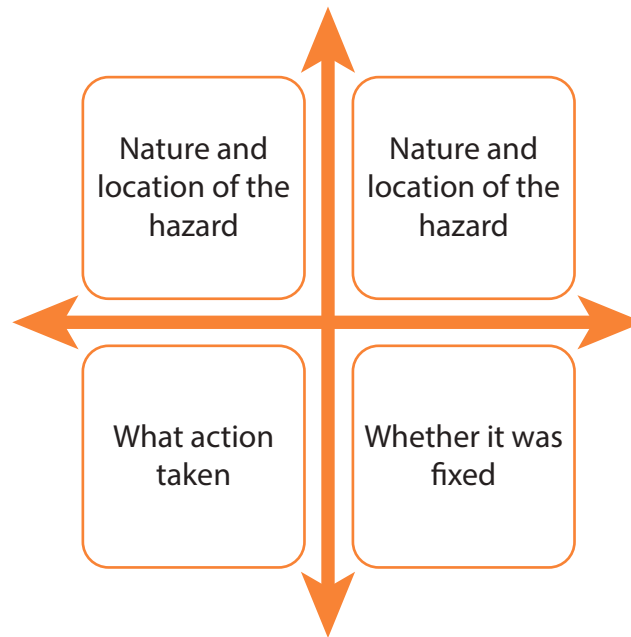 Nature and
location of the
hazard
Nature and
location of the
hazard
What action
taken
Whether it was
fixed